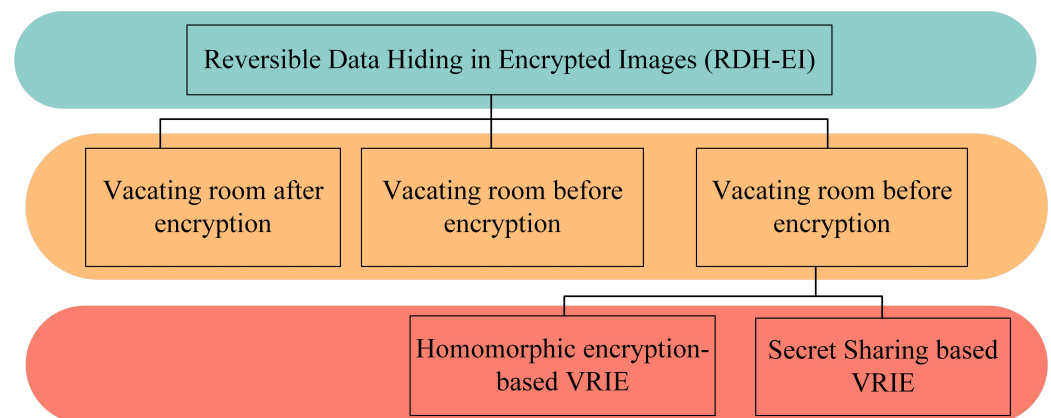 Reversible Data Hiding in Encrypted Images (RDH-EI)
Vacating room after
encryption
Vacating room before
encryption
Vacating room before
encryption
Homomorphic encryption-
based VRIE
Secret Sharing based
VRIE